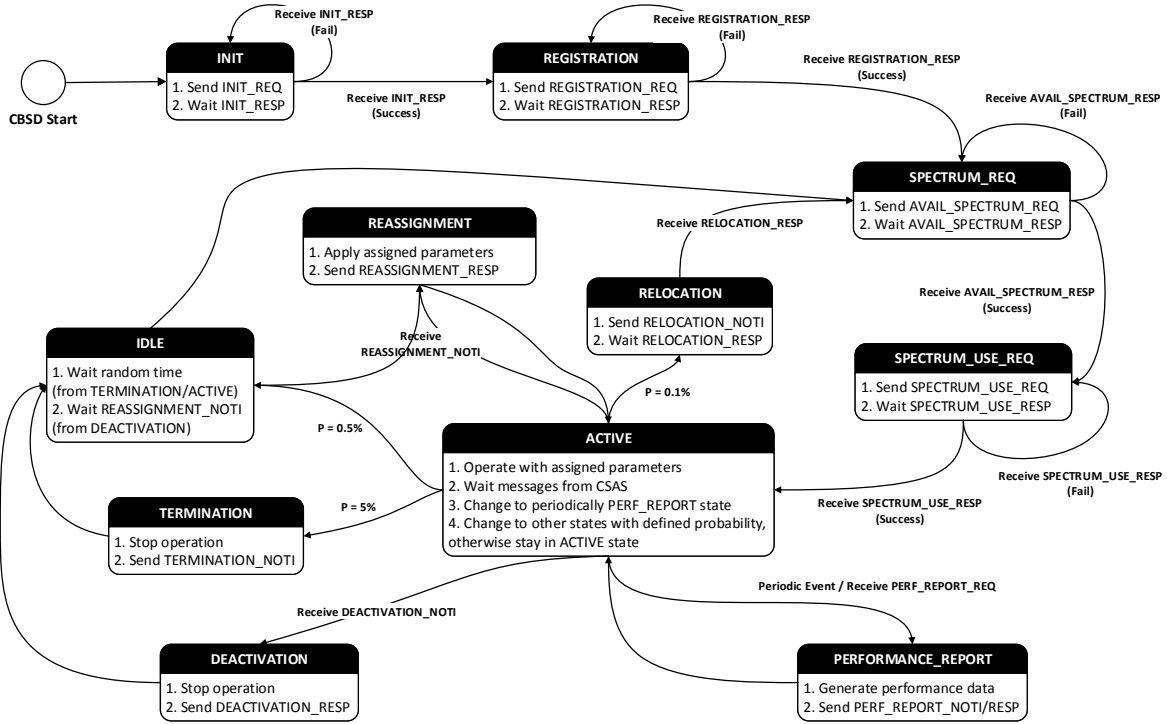 Receive INIT_RESP
(Fail)
INIT
1. Send INIT_REQ
2. Wait INIT_RESP
CBSD Start
Receive INIT_RESP
(Success)
Receive REGISTRATION_RESP
(Fail)
REGISTRATION
1. Send REGISTRATION_REQ
2. Wait REGISTRATION_RESP
Receive REGISTRATION_RESP
(Success)
Receive AVAIL_SPECTRUM_RESP
(Fail)
SPECTRUM_REQ
1. Send AVAIL_SPECTRUM_REQ
2. Wait AVAIL_SPECTRUM_RESP
REASSIGNMENT
1. Apply assigned parameters
2. Send REASSIGNMENT_RESP
Receive RELOCATION_RESP
RELOCATION
1. Send RELOCATION_NOTI
2. Wait RELOCATION_RESP
Receive AVAIL_SPECTRUM_RESP
(Success)
IDLE
1. Wait random time
(from TERMINATION/ACTIVE)
2. Wait REASSIGNMENT_NOTI
(from DEACTIVATION)
Receive
REASSIGNMENT_NOTI
P = 0.1%
SPECTRUM_USE_REQ
1. Send SPECTRUM_USE_REQ
2. Wait SPECTRUM_USE_RESP
P = 0.5%
ACTIVE
1. Operate with assigned parameters
2. Wait messages from CSAS
3. Change to periodically PERF_REPORT state
4. Change to other states with defined probability,
otherwise stay in ACTIVE state
Receive SPECTRUM_USE_RESP
(Fail)
Receive SPECTRUM_USE_RESP
(Success)
P = 5%
TERMINATION
1. Stop operation
2. Send TERMINATION_NOTI
Receive DEACTIVATION_NOTI
Periodic Event / Receive PERF_REPORT_REQ
DEACTIVATION
1. Stop operation
2. Send DEACTIVATION_RESP
PERFORMANCE_REPORT
1. Generate performance data
2. Send PERF_REPORT_NOTI/RESP